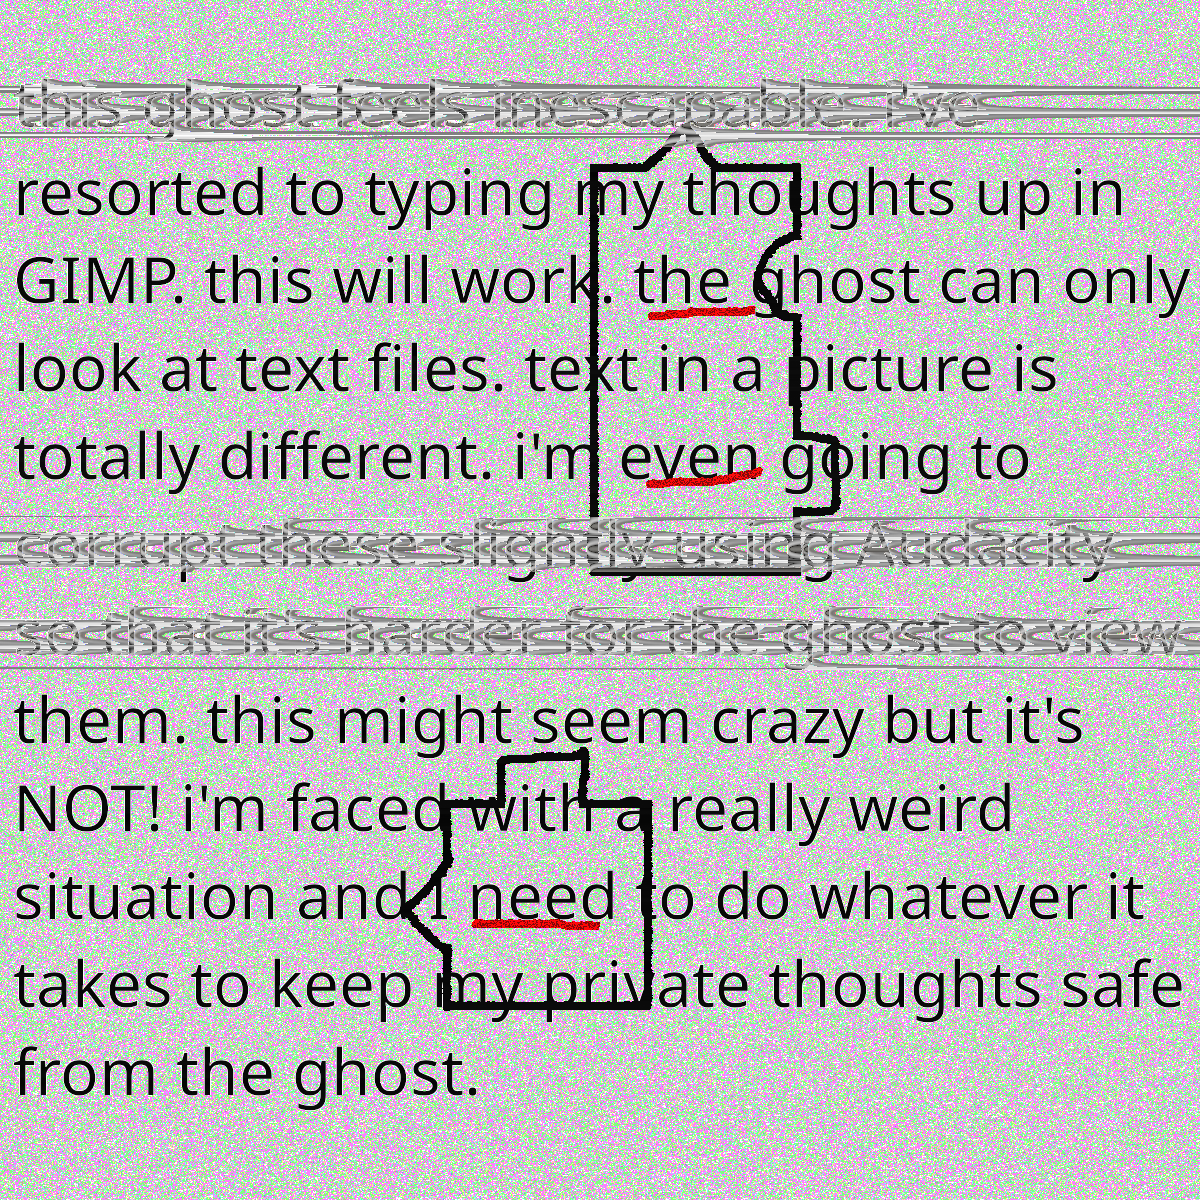 this ghost feels inescapable. i've
resorted to typing my thoughts up in
GIMP. this will work. the ghost can only
look at text files. text in a picture is
totally different. i'm even going to
corrupt these slightly using Audacity
so that it's harder for the ghost to view
them. this might seem crazy but it's
NOT! i'm faced with a really weird
situation and I need to do whatever it
takes to keep my private thoughts safe
from the ghost.